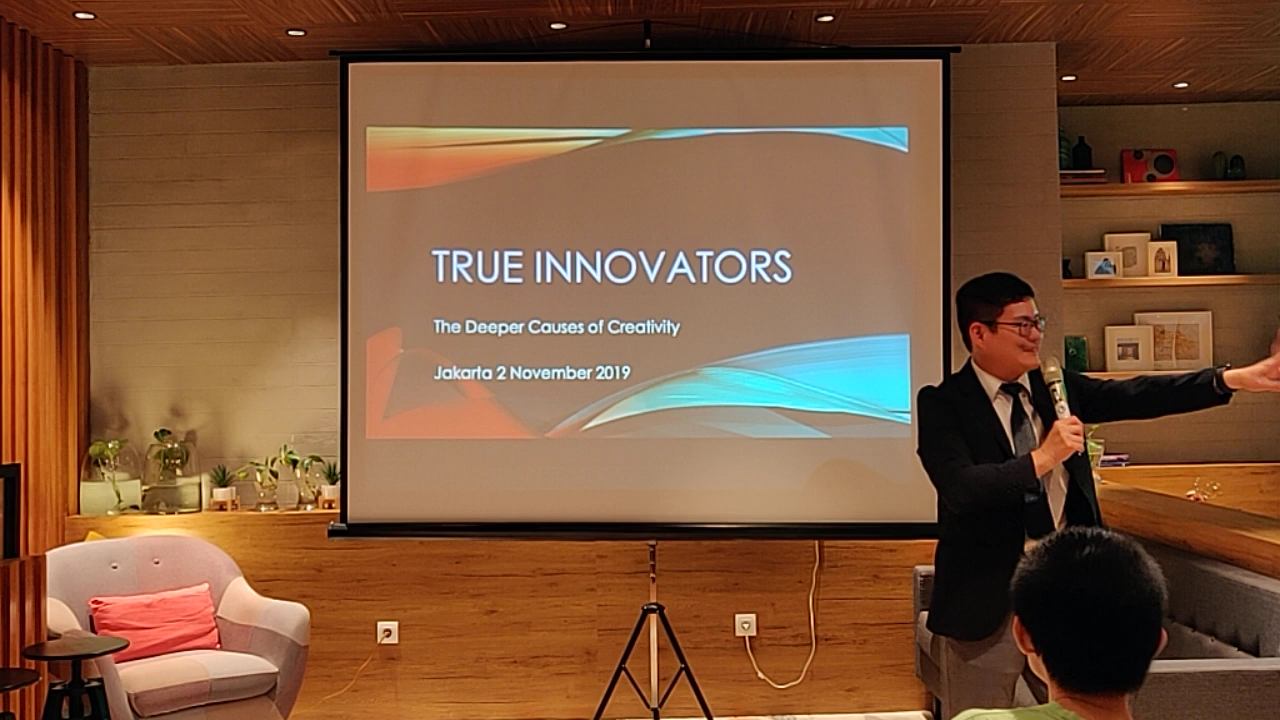 TRUE INNOVATORS
The Deeper Causes of Creativity
Jakarta 2 November 2019